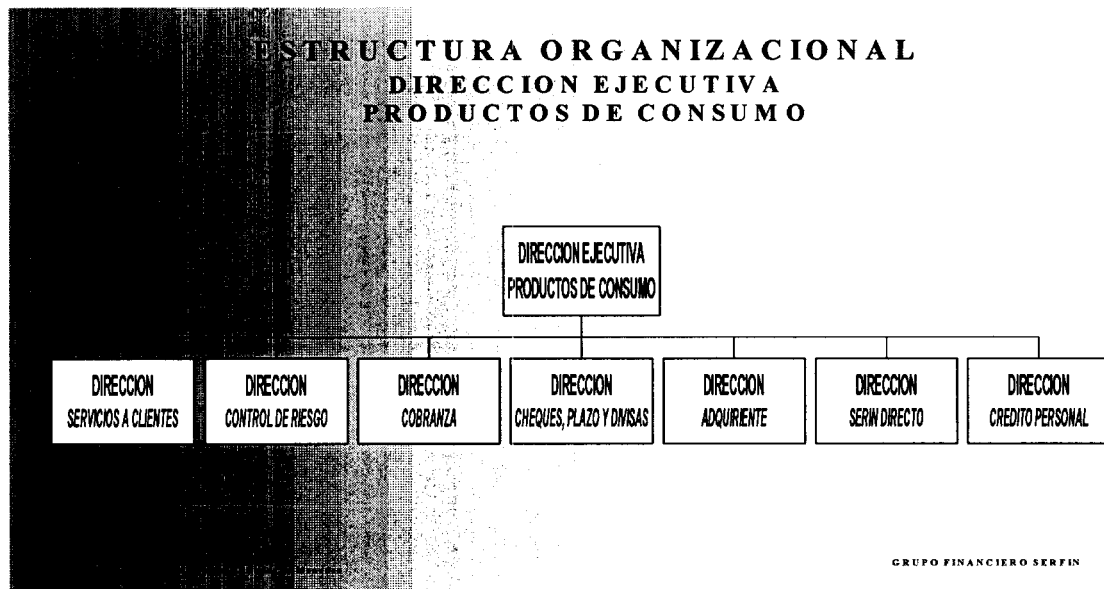 ESTRUCTURA ORGANIZACIONAL
DIRECCION EJECUTIVA
PRODUCTOS DE CONSUMO
DIRECCION EJECUTIVA
PRODUCTOS DE CONSUMO
DIRECCION
SERVICIOS A CLIENTES
DIRECCION
CONTROL DE RIESGO
DIRECCION
COBRANZA
DIRECCION
CHEQUES, PLAZO Y DIVISAS
DIRECCION
ADQUIRIENTE
DIRECCION
SERIN DIRECTO
DIRECCION
CREDITO PERSONAL
GRUPO FINANCIERO SERFIN